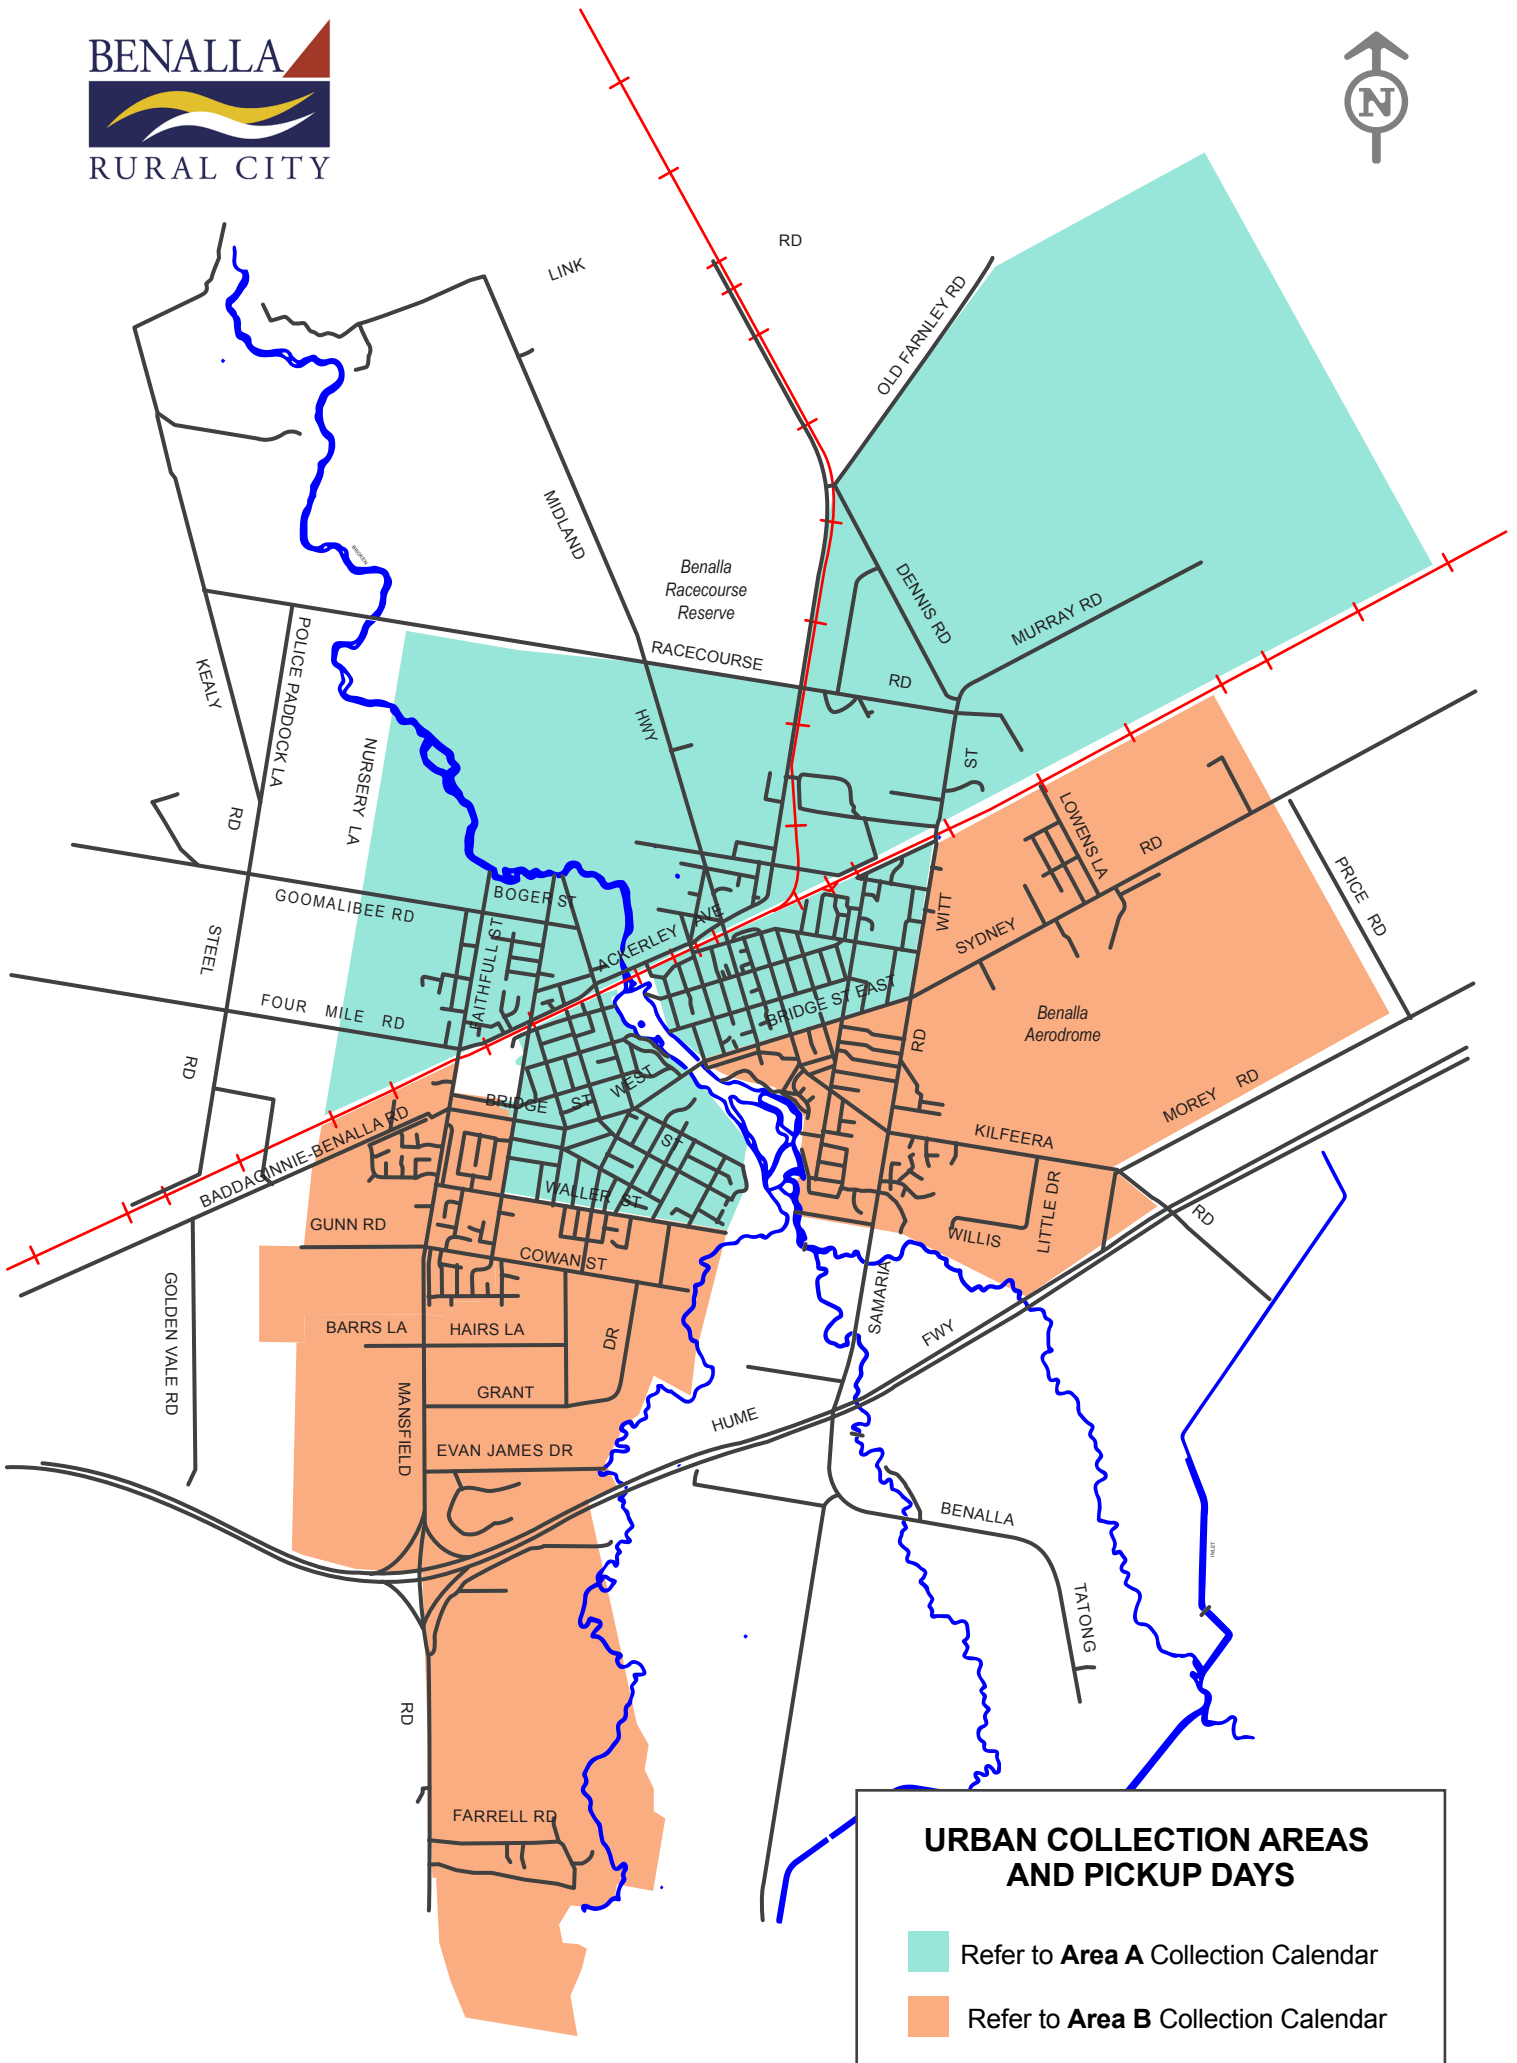 BENALLA
RURAL CITY
N
LINK
RD
OLD FARNLEY RD
MIDLAND
BROKEN
Benalla
Racecourse
Reserve
DENNIS RD
MURRAY RD
RACECOURSE
RD
KEALY
POLICE PADDOCK LA
NURSERY LA
HWY
ST
RD
LOWENS LA
RD
PRICE RD
GOOMALIBEE RD
BOGER ST
ACKERLEY AVE
WITT
SYDNEY
STEEL
FAITHFULL ST
BRIDGE ST EAST
FOUR MILE RD
Benalla
Aerodrome
RD
RD
BRIDGE ST WEST
MOREY RD
BADDAGINNIE-BENALLA RD
ST
KILFEERA
WALLER ST
LITTLE DR
RD
GUNN RD
WILLIS
COWAN ST
GOLDEN VALE RD
SAMARIA
BARRS LA
HAIRS LA
DR
FWY
MANSFIELD
GRANT
HUME
EVAN JAMES DR
BENALLA
INLET
TATONG
RD
FARRELL RD
URBAN COLLECTION AREAS
AND PICKUP DAYS
Refer to Area A Collection Calendar
Refer to Area B Collection Calendar